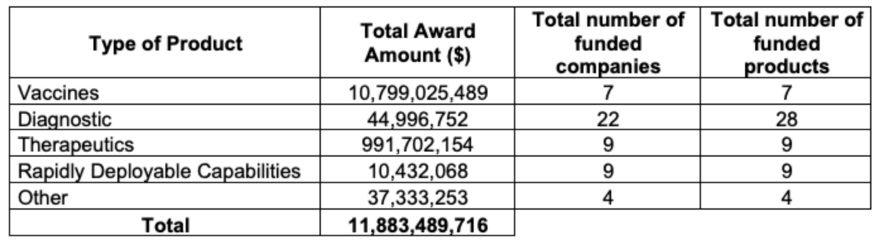 Type of Product | Total Award Amount ($) | Total number of funded companies | Total number of funded products
Vaccines | 10,799,025,489 | 7 | 7
Diagnostic | 44,996,752 | 22 | 28
Therapeutics | 991,702,154 | 9 | 9
Rapidly Deployable Capabilities | 10,432,068 | 9 | 9
Other | 37,333,253 | 4 | 4
Total | 11,883,489,716